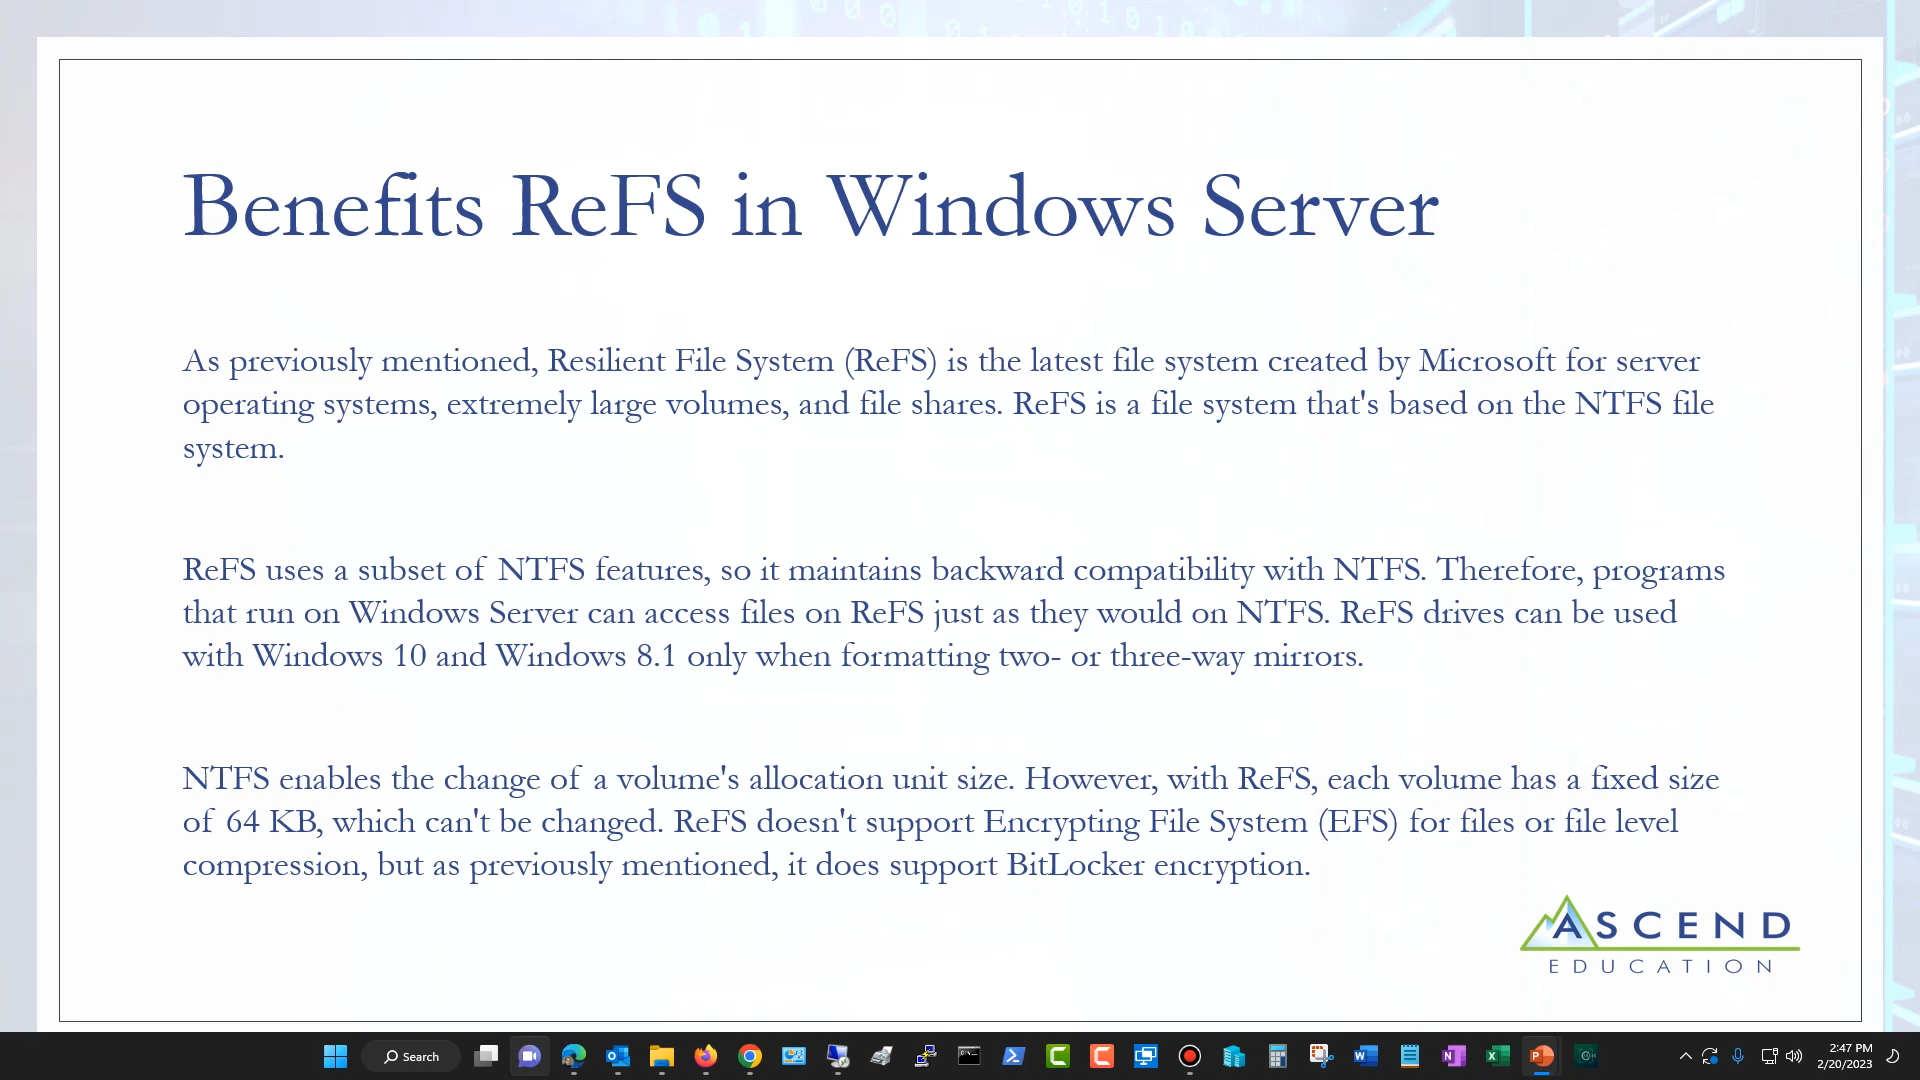 Benefits ReFS in Windows Server
As previously mentioned, Resilient File System (ReFS) is the latest file system created by Microsoft for server
operating systems, extremely large volumes, and file shares. ReFS is a file system that's based on the NTFS file
system.
ReFS uses a subset of NTFS features, so it maintains backward compatibility with NTFS. Therefore, programs
that run on Windows Server can access files on ReFS just as they would on NTFS. ReFS drives can be used
with Windows 10 and Windows 8.1 only when formatting two- or three-way mirrors.
NTFS enables the change of a volume's allocation unit size. However, with ReFS, each volume has a fixed size
of 64 KB, which can't be changed. ReFS doesn't support Encrypting File System (EFS) for files or file level
compression, but as previously mentioned, it does support BitLocker encryption.
ASCEND
EDUCATION
Search
2:47 PM
2/20/2023